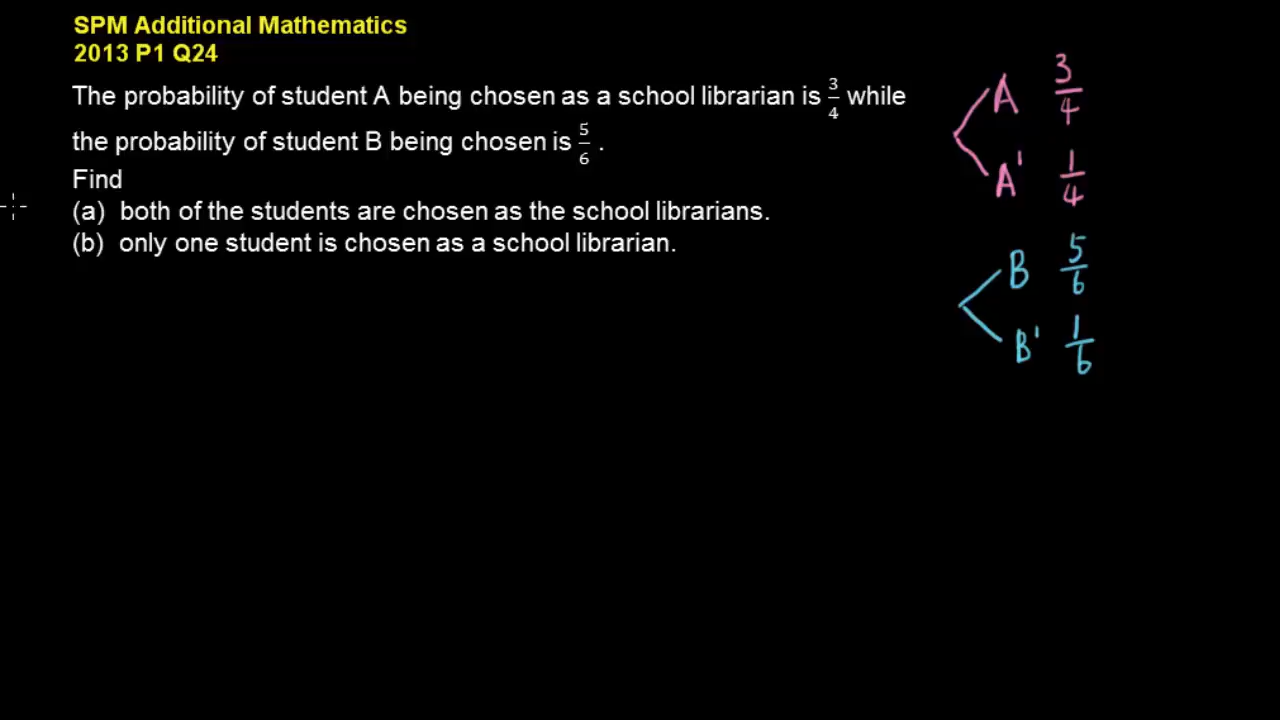 SPM Additional Mathematics
2013 P1 Q24
The probability of student A being chosen as a school librarian is 3/4 while
the probability of student B being chosen is 5/6 .
Find
(a) both of the students are chosen as the school librarians.
(b) only one student is chosen as a school librarian.
A 3/4
A' 1/4
B 5/6
B' 1/6